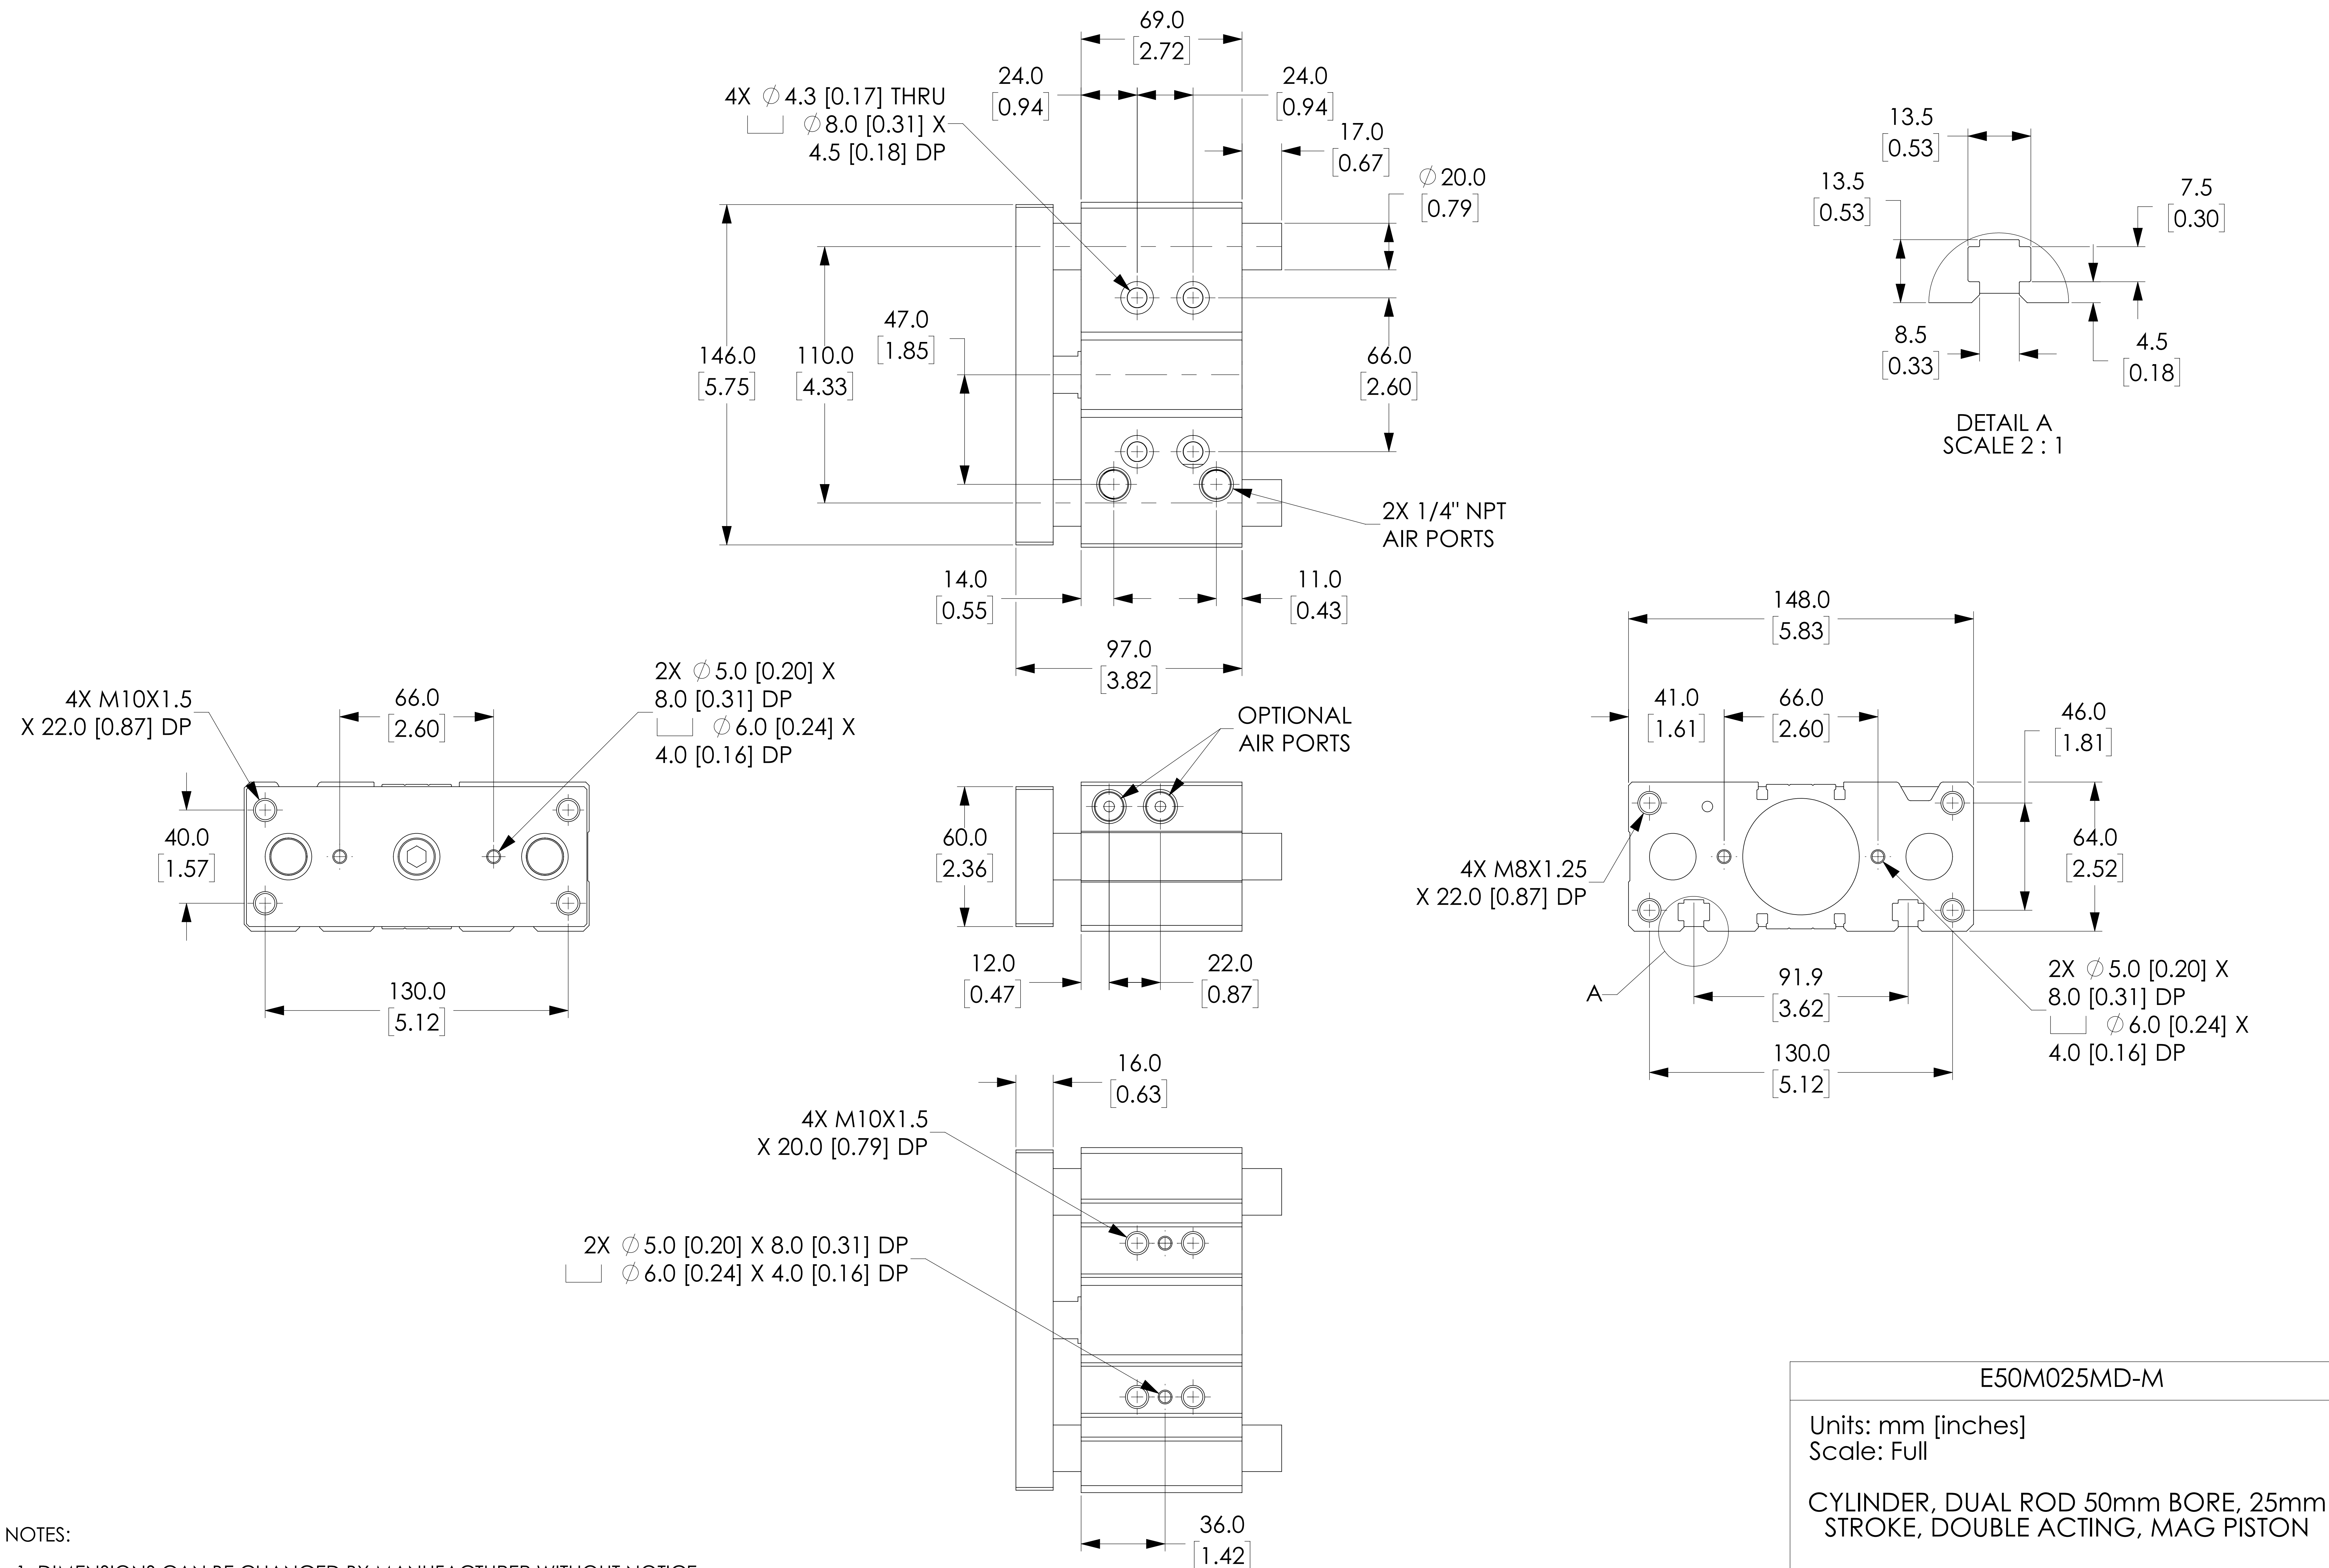 69.0
[2.72]
24.0
[0.94]
24.0
[0.94]
4X ∅4.3 [0.17] THRU
⌴ ∅8.0 [0.31] X
4.5 [0.18] DP
17.0
[0.67]
∅20.0
[0.79]
47.0
[1.85]
146.0
[5.75]
110.0
[4.33]
66.0
[2.60]
2X 1/4" NPT
AIR PORTS
14.0
[0.55]
11.0
[0.43]
97.0
[3.82]
13.5
[0.53]
13.5
[0.53]
7.5
[0.30]
8.5
[0.33]
4.5
[0.18]
DETAIL A
SCALE 2 : 1
4X M10X1.5
X 22.0 [0.87] DP
66.0
[2.60]
2X ∅5.0 [0.20] X
8.0 [0.31] DP
⌴ ∅6.0 [0.24] X
4.0 [0.16] DP
40.0
[1.57]
130.0
[5.12]
OPTIONAL
AIR PORTS
60.0
[2.36]
12.0
[0.47]
22.0
[0.87]
148.0
[5.83]
41.0
[1.61]
66.0
[2.60]
46.0
[1.81]
64.0
[2.52]
4X M8X1.25
X 22.0 [0.87] DP
A
91.9
[3.62]
130.0
[5.12]
2X ∅5.0 [0.20] X
8.0 [0.31] DP
⌴ ∅6.0 [0.24] X
4.0 [0.16] DP
16.0
[0.63]
4X M10X1.5
X 20.0 [0.79] DP
2X ∅5.0 [0.20] X 8.0 [0.31] DP
⌴ ∅6.0 [0.24] X 4.0 [0.16] DP
36.0
[1.42]
E50M025MD-M
Units: mm [inches]
Scale: Full
CYLINDER, DUAL ROD 50mm BORE, 25mm
STROKE, DOUBLE ACTING, MAG PISTON
NOTES:
1. DIMENSIONS CAN BE CHANGED BY MANUFACTURER WITHOUT NOTICE